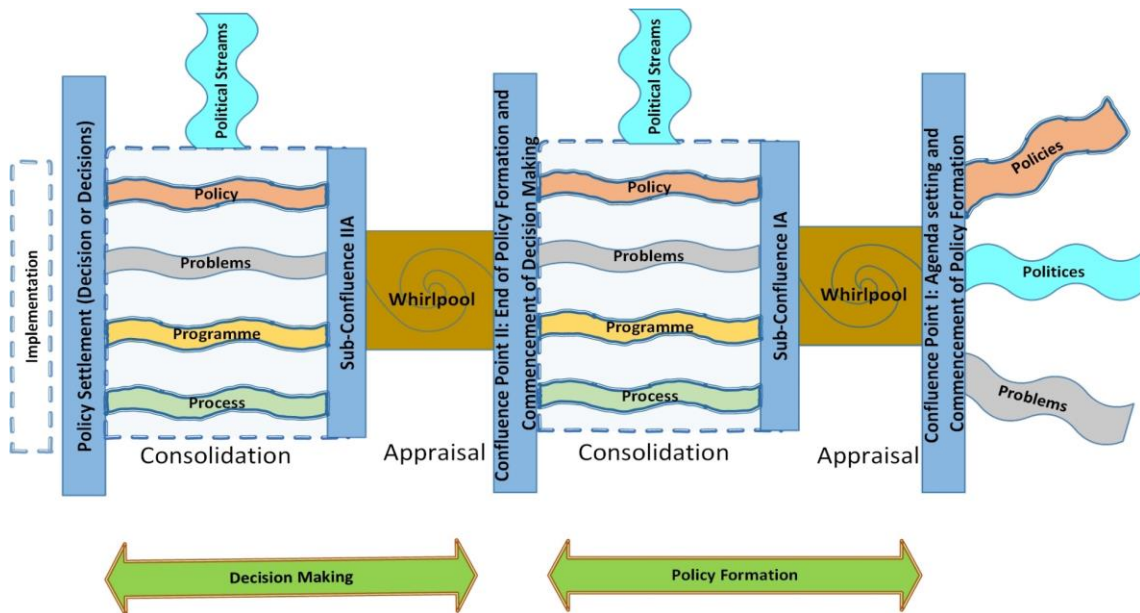 Political Streams
Political Streams
Implementation
Policy Settlement (Decision or Decisions)
Policy
Problems
Programme
Process
Sub-Confluence IIA
Whirlpool
Confluence Point II: End of Policy Formation and
Commencement of Decision Making
Policy
Problems
Programme
Process
Sub-Confluence IA
Whirlpool
Confluence Point I: Agenda setting and
Commencement of Policy Formation
Policies
Politices
Problems
Consolidation
Appraisal
Consolidation
Appraisal
Decision Making
Policy Formation